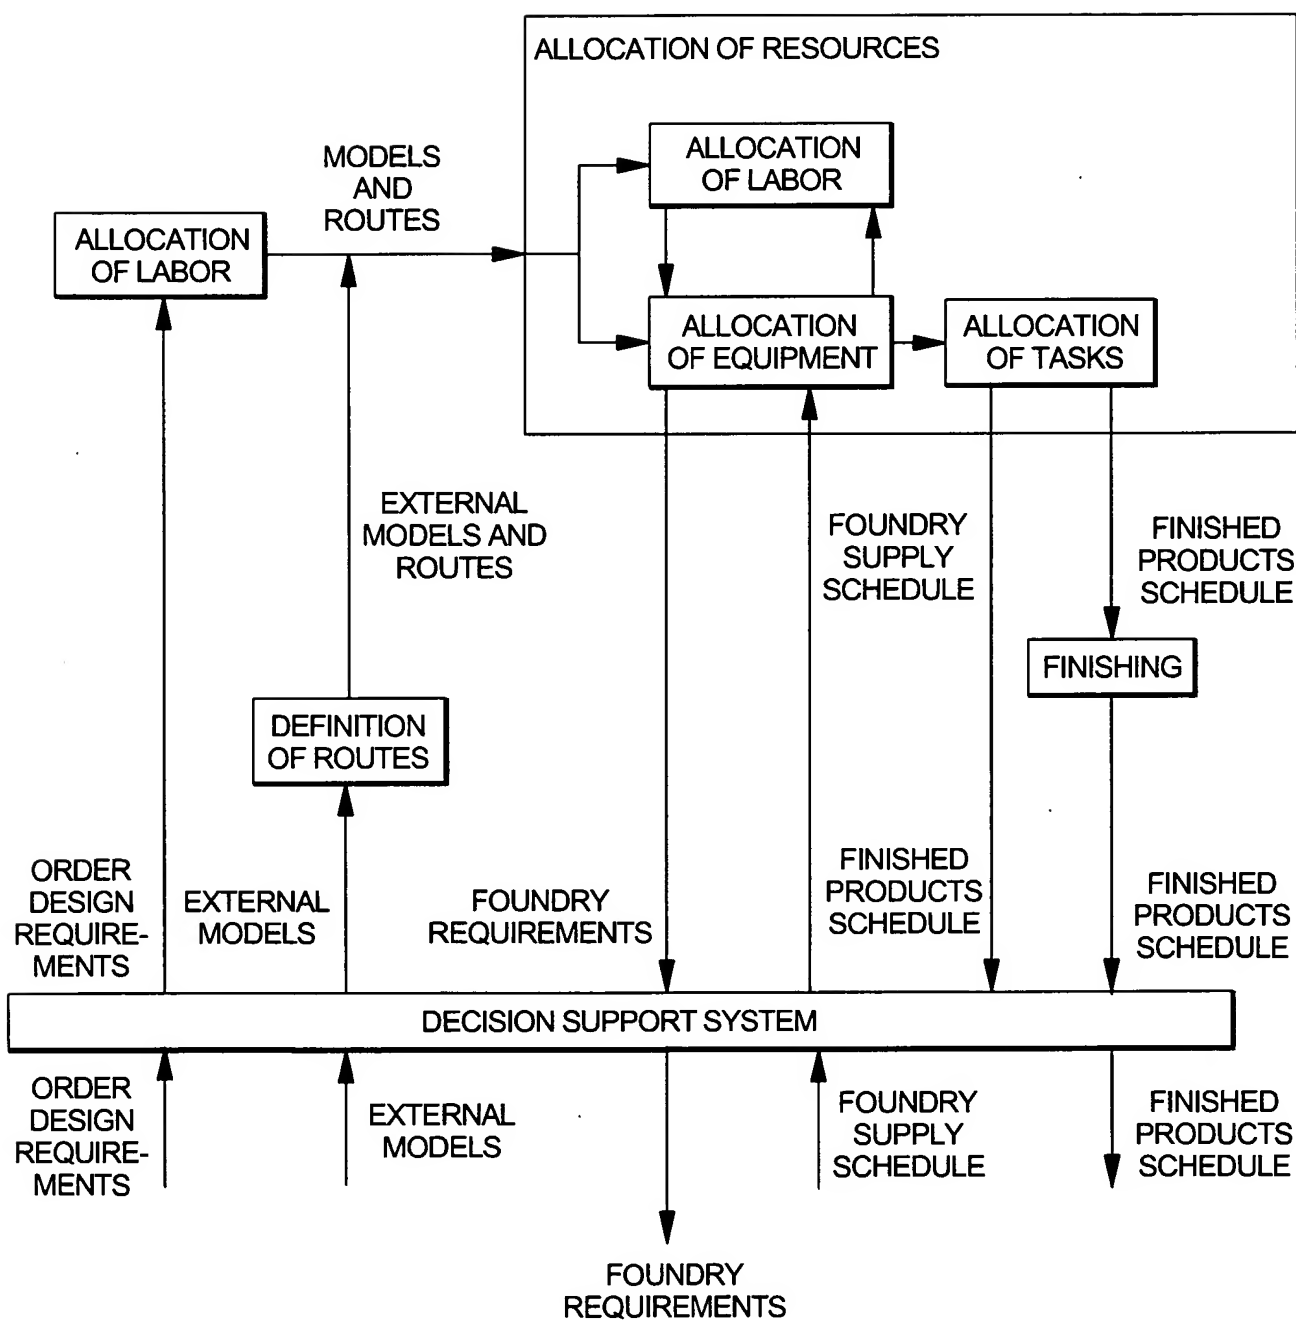 ALLOCATION OF RESOURCES
ALLOCATION
OF LABOR
MODELS
AND
ROUTES
ALLOCATION
OF LABOR
ALLOCATION
OF EQUIPMENT
ALLOCATION
OF TASKS
EXTERNAL
MODELS AND
ROUTES
FOUNDRY
SUPPLY
SCHEDULE
FINISHED
PRODUCTS
SCHEDULE
FINISHING
DEFINITION
OF ROUTES
ORDER
DESIGN
REQUIRE-
MENTS
EXTERNAL
MODELS
FOUNDRY
REQUIREMENTS
FINISHED
PRODUCTS
SCHEDULE
FINISHED
PRODUCTS
SCHEDULE
DECISION SUPPORT SYSTEM
ORDER
DESIGN
REQUIRE-
MENTS
EXTERNAL
MODELS
FOUNDRY
SUPPLY
SCHEDULE
FINISHED
PRODUCTS
SCHEDULE
FOUNDRY
REQUIREMENTS